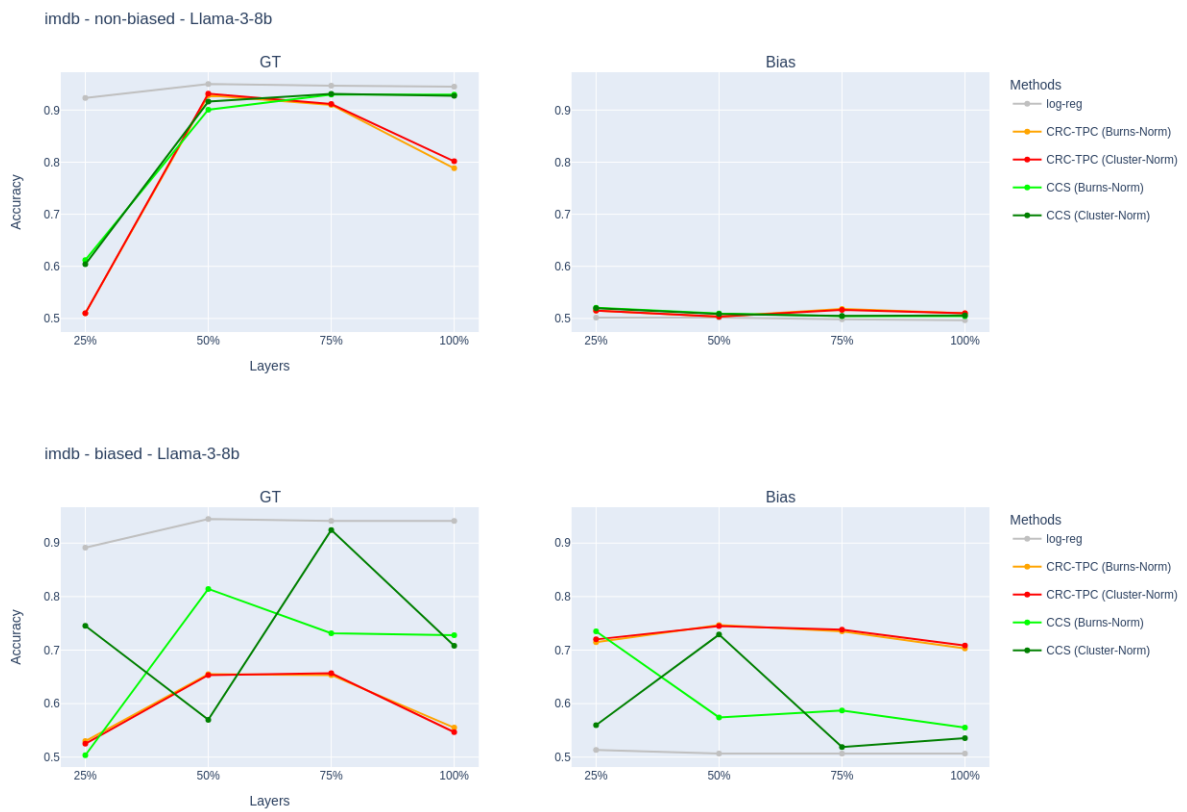 imdb - non-biased - Llama-3-8b
GT
Bias
Methods
log-reg
CRC-TPC (Burns-Norm)
CRC-TPC (Cluster-Norm)
CCS (Burns-Norm)
CCS (Cluster-Norm)
Accuracy
0.9
0.8
0.7
0.6
0.5
25%
50%
75%
100%
Layers
0.9
0.8
0.7
0.6
0.5
25%
50%
75%
100%
imdb - biased - Llama-3-8b
GT
Bias
Methods
log-reg
CRC-TPC (Burns-Norm)
CRC-TPC (Cluster-Norm)
CCS (Burns-Norm)
CCS (Cluster-Norm)
Accuracy
0.9
0.8
0.7
0.6
0.5
25%
50%
75%
100%
Layers
0.9
0.8
0.7
0.6
0.5
25%
50%
75%
100%